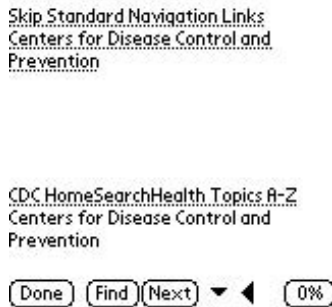 Skip Standard Navigation Links
Centers for Disease Control and
Prevention
CDC HomeSearchHealth Topics A-Z
Centers for Disease Control and
Prevention
Done Find Next 0%